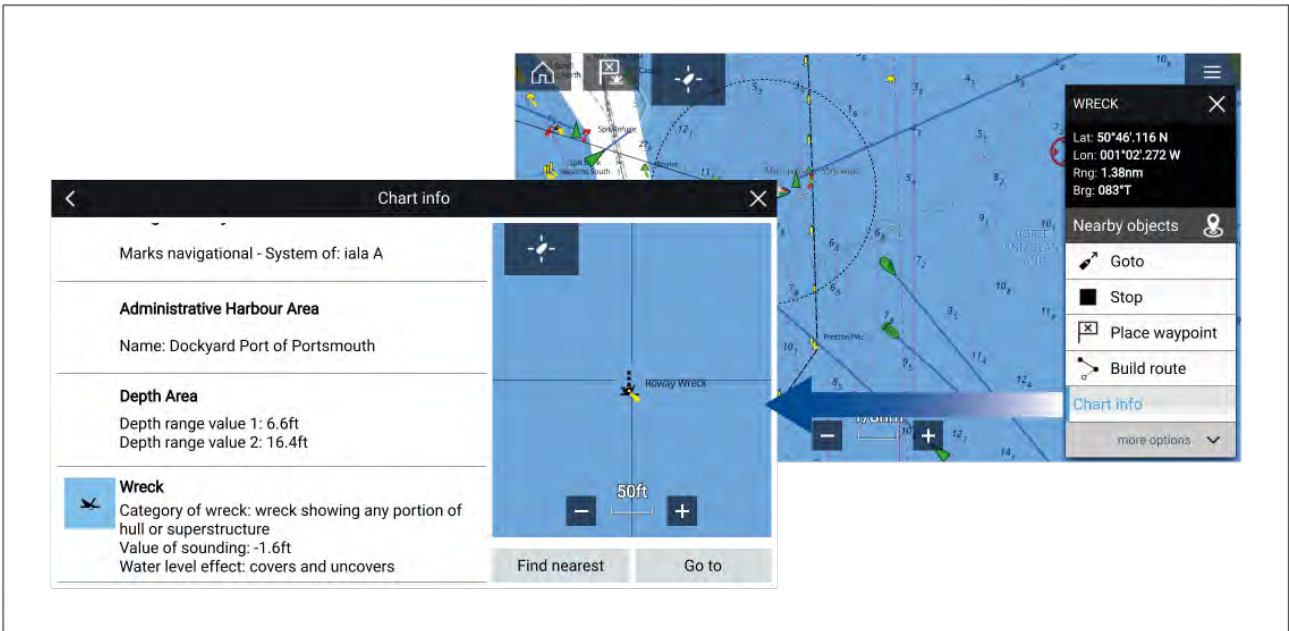 WRECK
Lat: 50°46'.116 N
Lon: 001°02'.272 W
Rng: 1.38nm
Brg: 083°T
Nearby objects
Goto
Stop
Place waypoint
Build route
Chart info
more options
Spit Refuge
Preston Fito
Chart info
Marks navigational - System of: iala A
Administrative Harbour Area
Name: Dockyard Port of Portsmouth
Depth Area
Depth range value 1: 6.6ft
Depth range value 2: 16.4ft
Wreck
Category of wreck: wreck showing any portion of
hull or superstructure
Value of sounding: -1.6ft
Water level effect: covers and uncovers
Roway Wreck
50ft
Find nearest
Go to